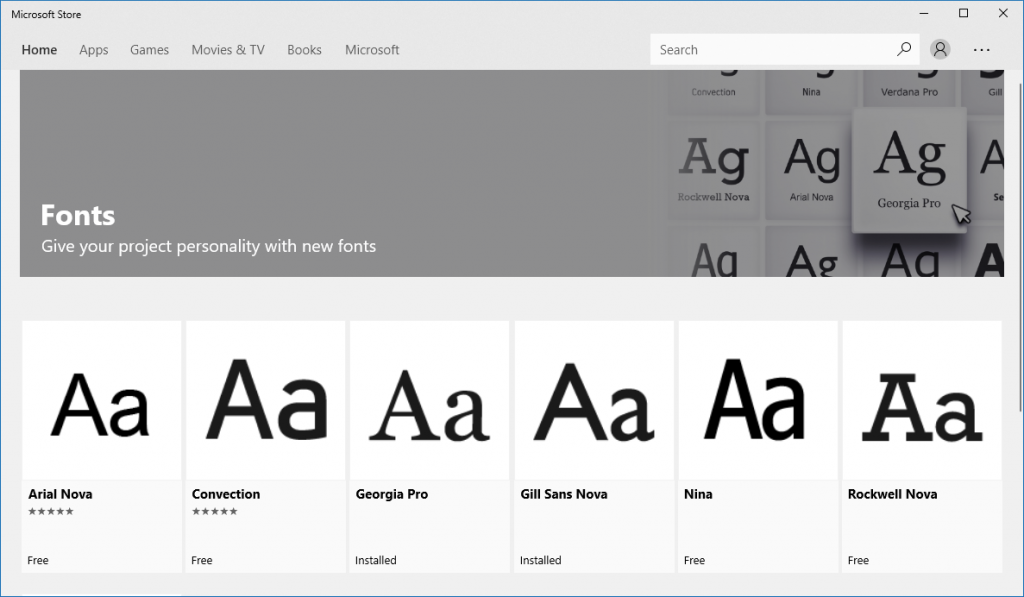 Microsoft Store
Home Apps Games Movies & TV Books Microsoft Search
Convection Nina Verdana Pro Gill
Ag Ag Ag A
Rockwell Nova Arial Nova Georgia Pro Se
Fonts
Give your project personality with new fonts
Ag Ag Ag A
Aa Aa Aa Aa Aa Aa
Arial Nova Convection Georgia Pro Gill Sans Nova Nina Rockwell Nova
★★★★★ ★★★★★
Free Free Installed Installed Free Free